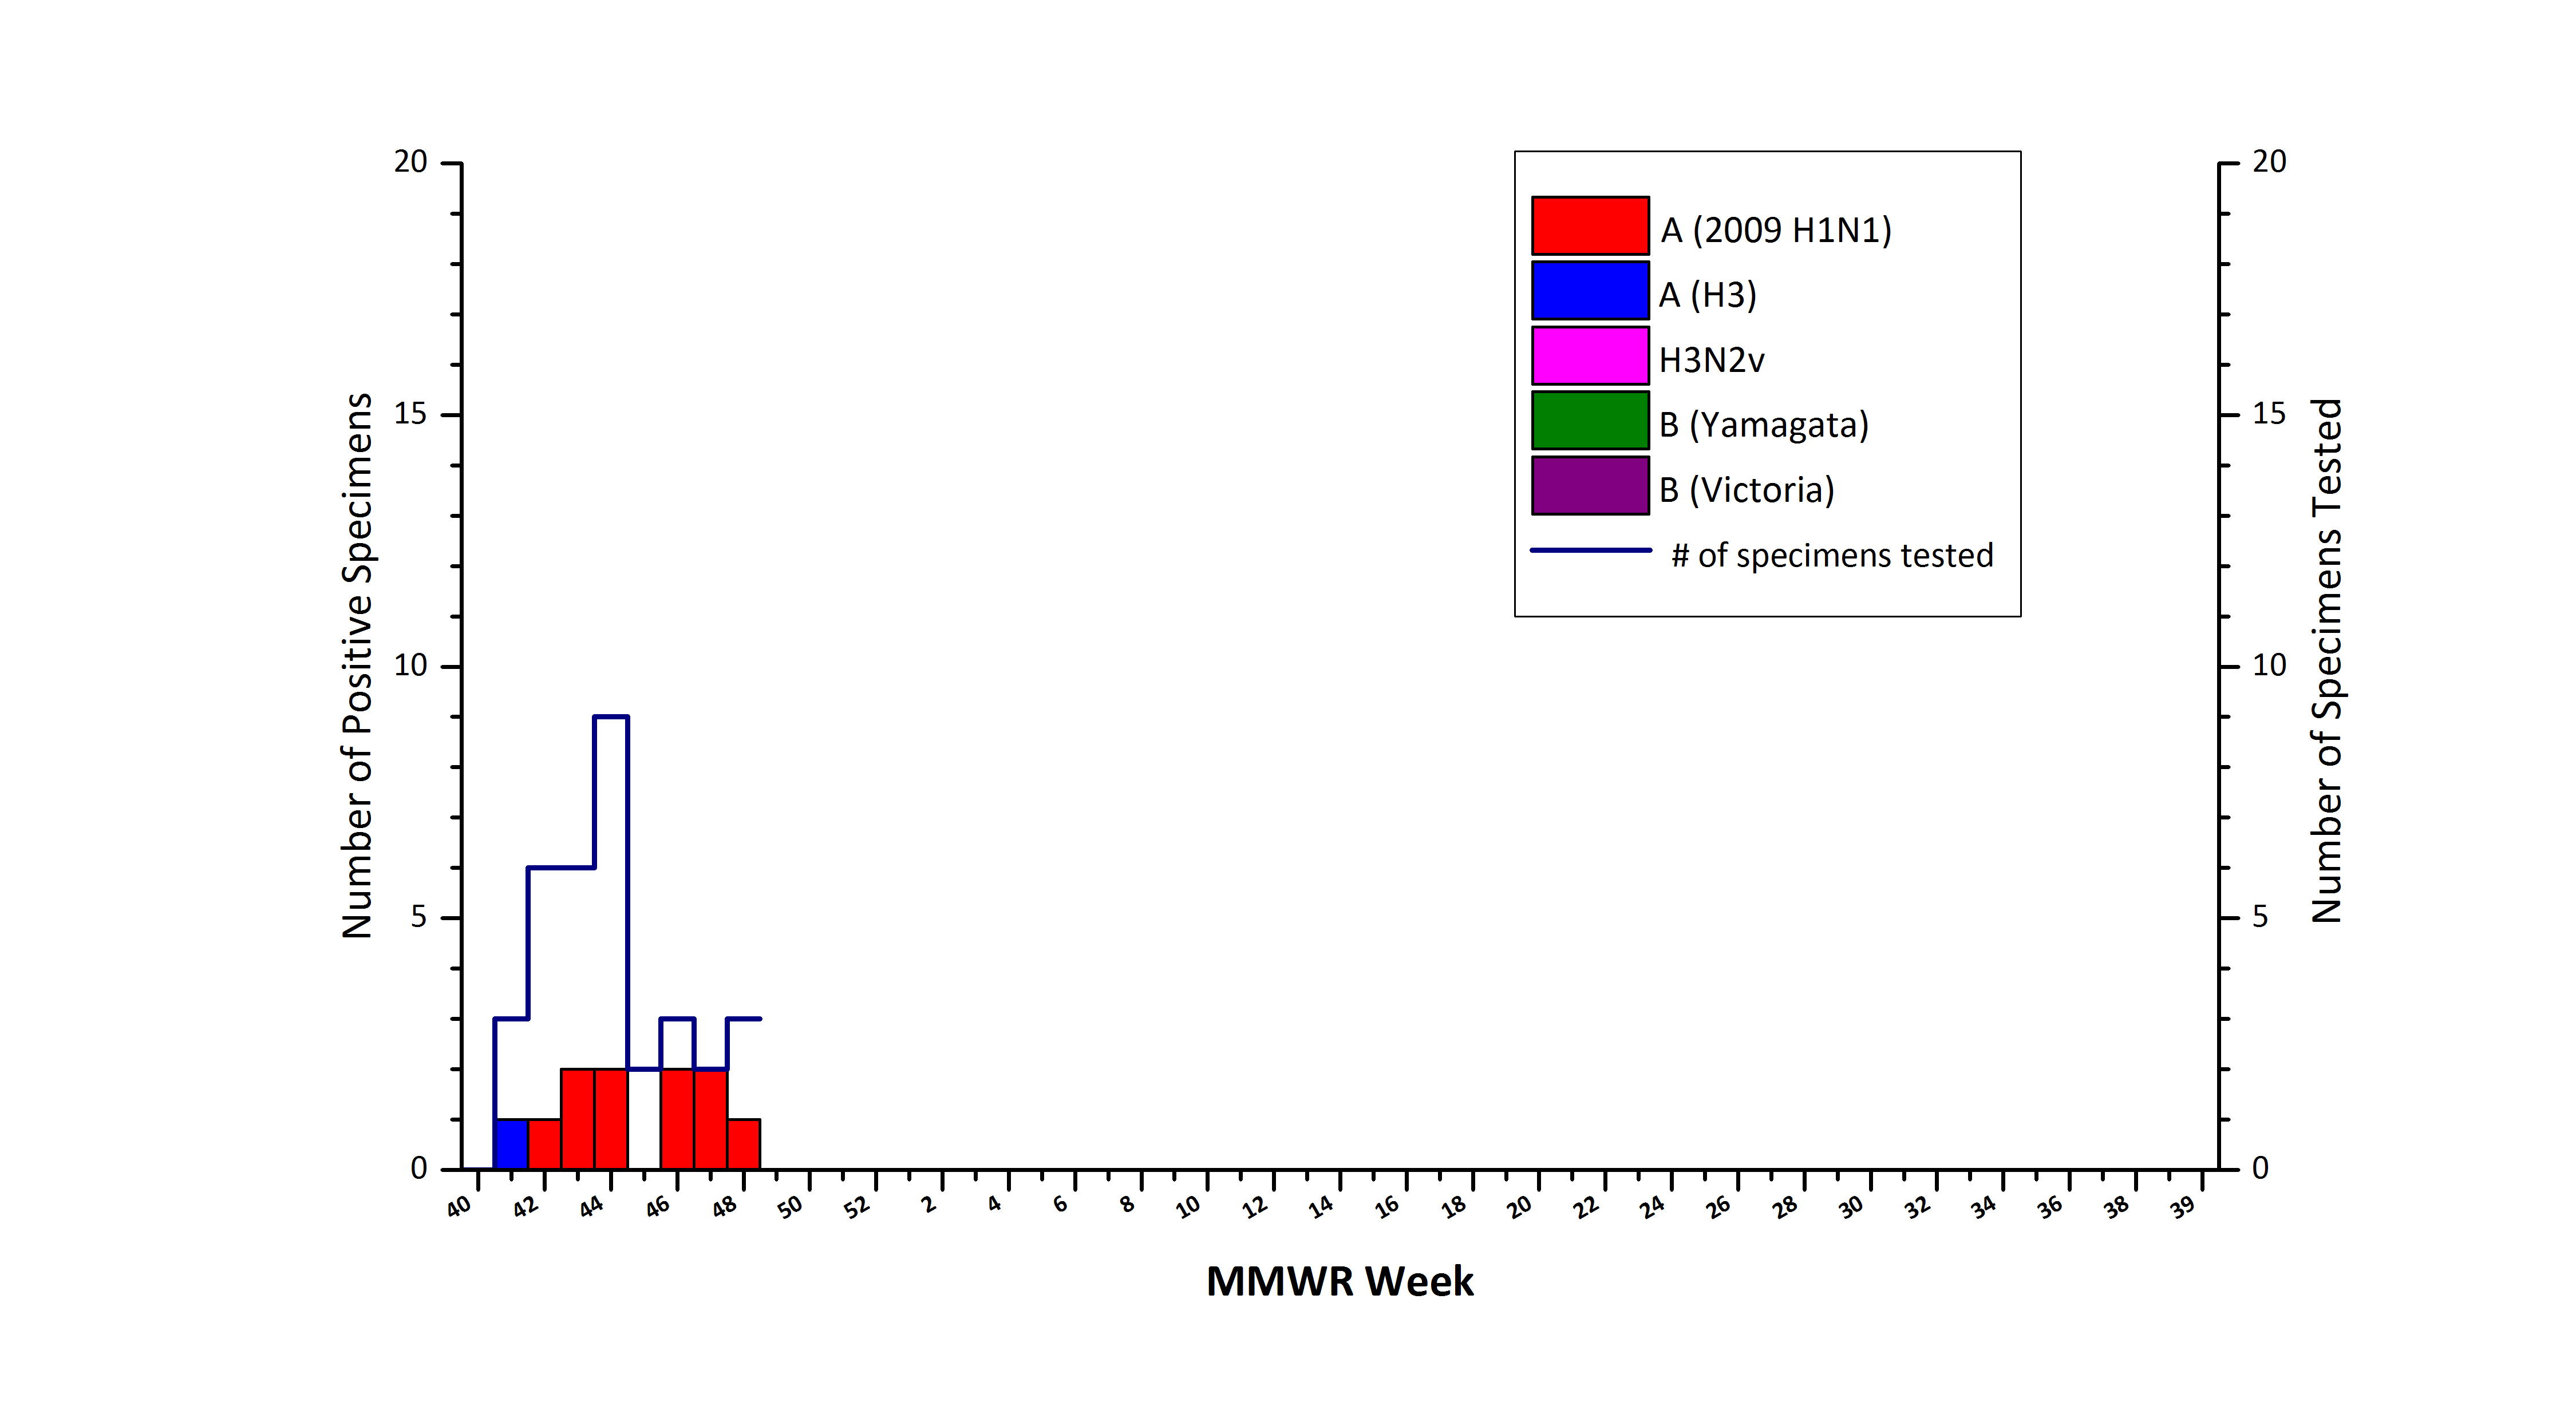 20
15
10
5
0
Number of Positive Specimens
A (2009 H1N1)
A (H3)
H3N2v
B (Yamagata)
B (Victoria)
# of specimens tested
20
15
10
5
0
Number of Specimens Tested
40 42 44 46 48 50 52 2 4 6 8 10 12 14 16 18 20 22 24 26 28 30 32 34 36 38 39
MMWR Week